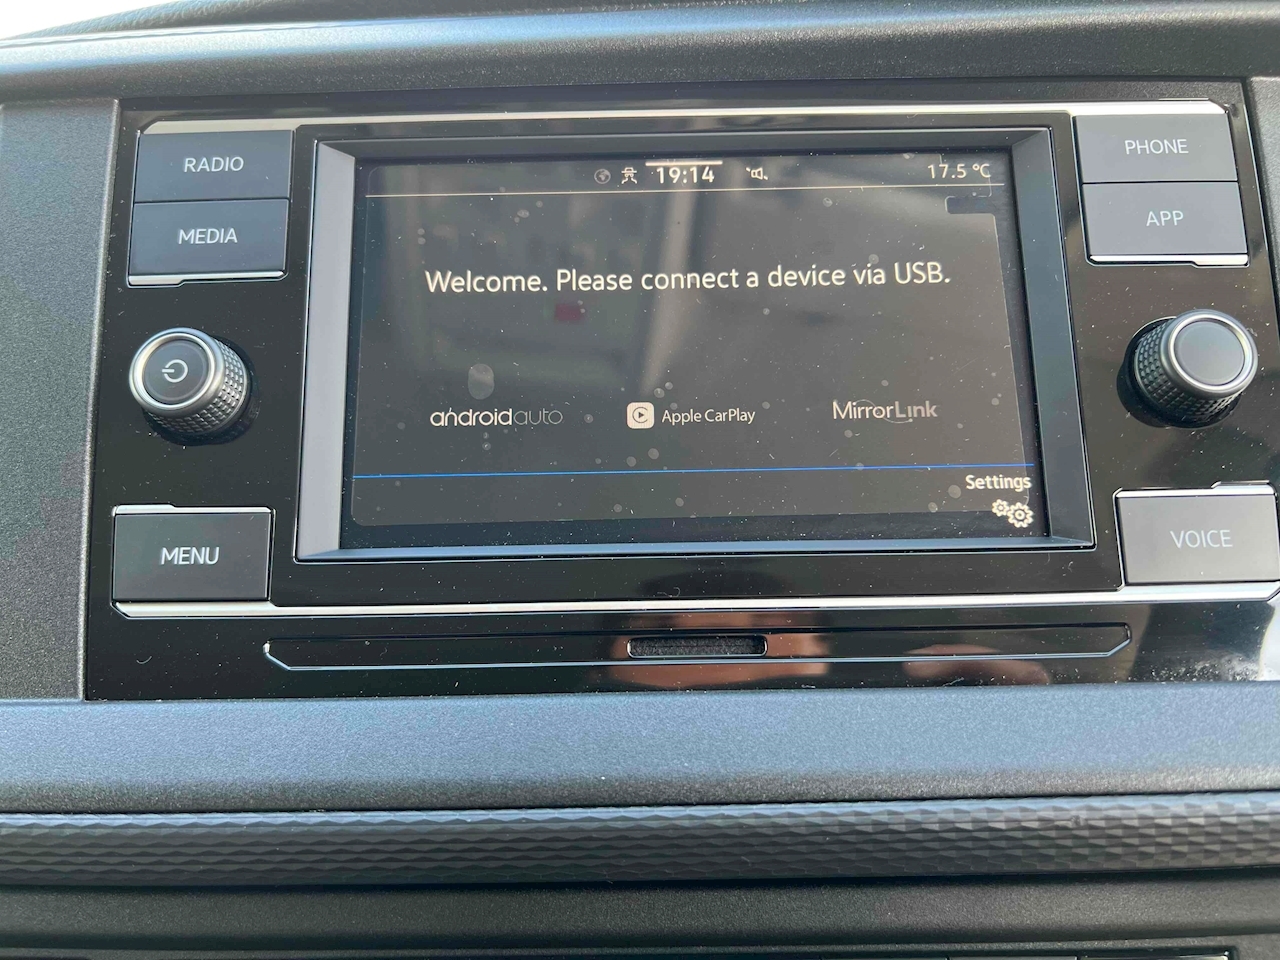 RADIO
MEDIA
MENU
19:14
17.5 °C
Welcome. Please connect a device via USB.
androidauto
Apple CarPlay
MirrorLink
Settings
PHONE
APP
VOICE